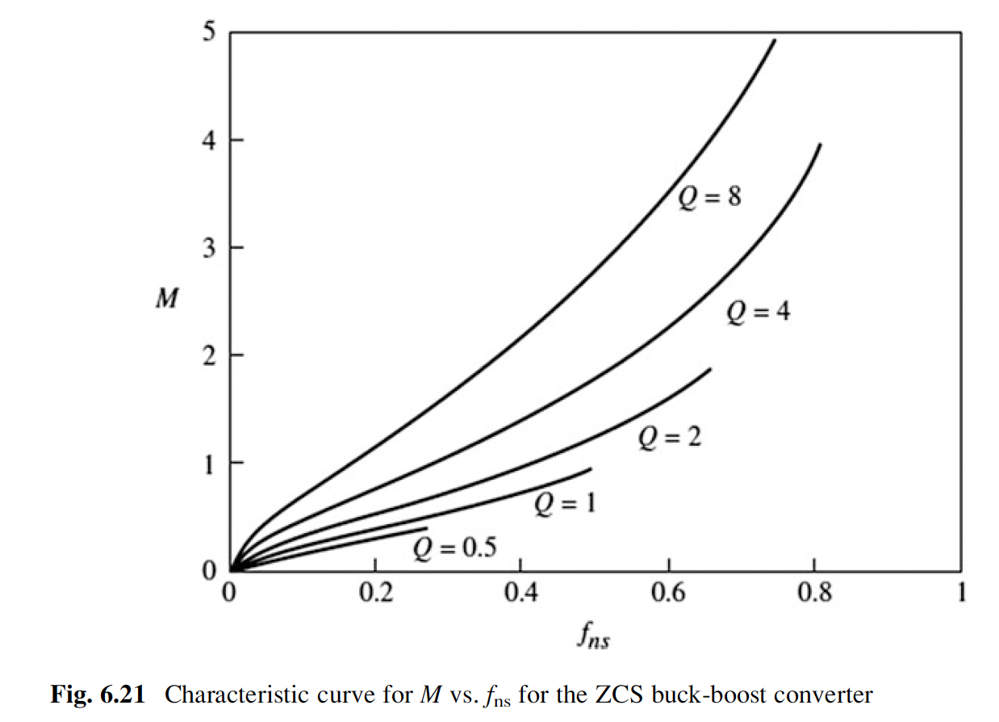 5
4
Q = 8
3
M
Q = 4
2
Q = 2
1
Q = 1
Q = 0.5
0
0 0.2 0.4 0.6 0.8 1
fns
Fig. 6.21 Characteristic curve for M vs. fns for the ZCS buck-boost converter